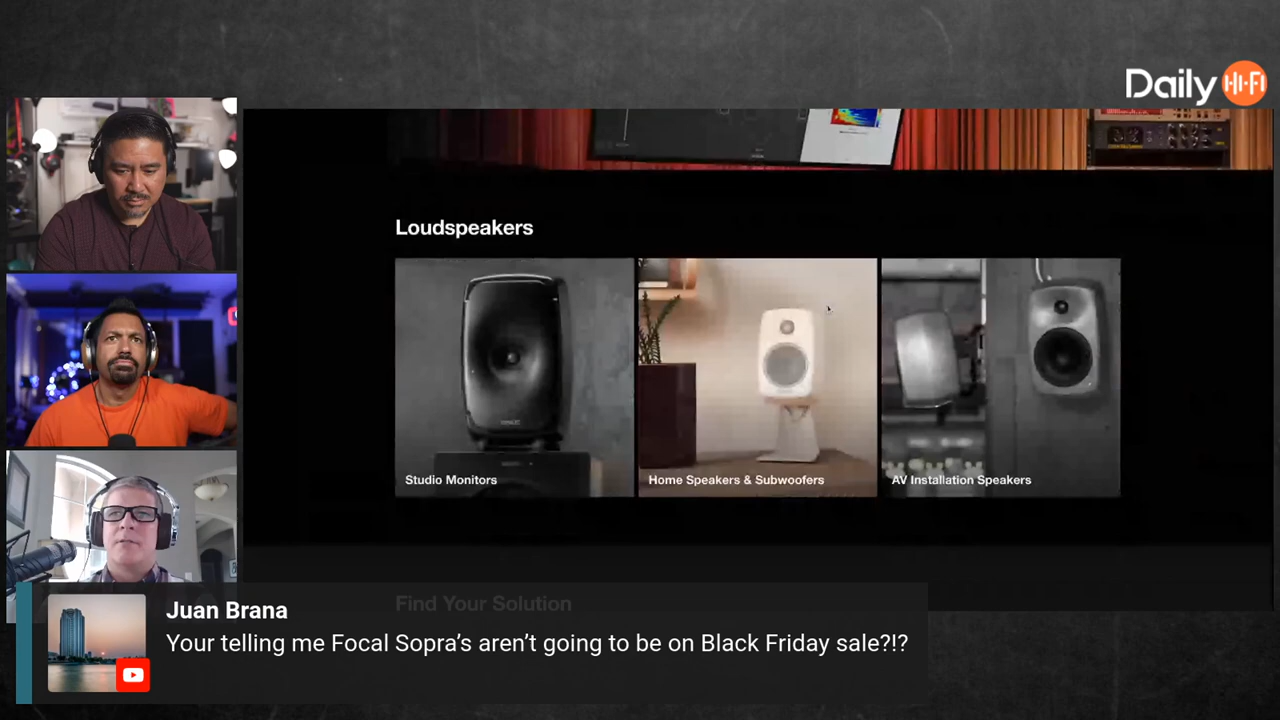 Daily HI-FI
Loudspeakers
Studio Monitors
Home Speakers & Subwoofers
AV Installation Speakers
Find Your Solution
Juan Brana
Your telling me Focal Sopra’s aren’t going to be on Black Friday sale?!?